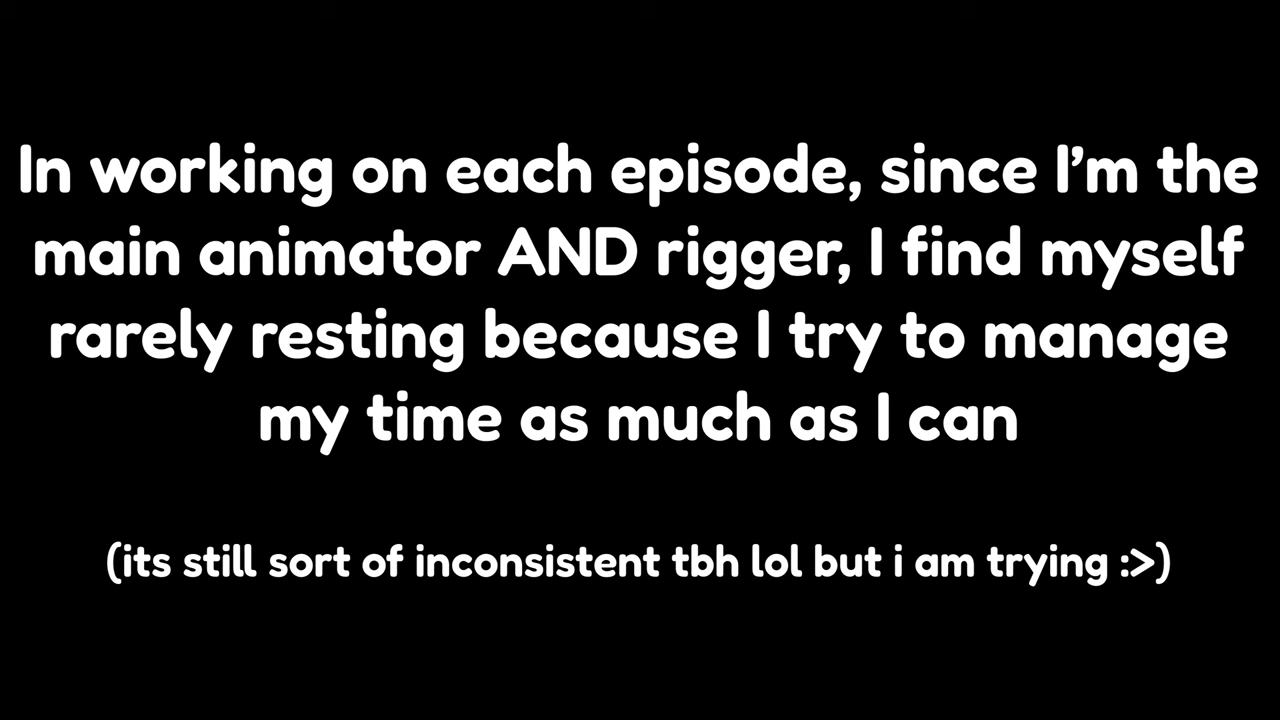 In working on each episode, since I’m the
main animator AND rigger, I find myself
rarely resting because I try to manage
my time as much as I can
(its still sort of inconsistent tbh lol but i am trying :>)